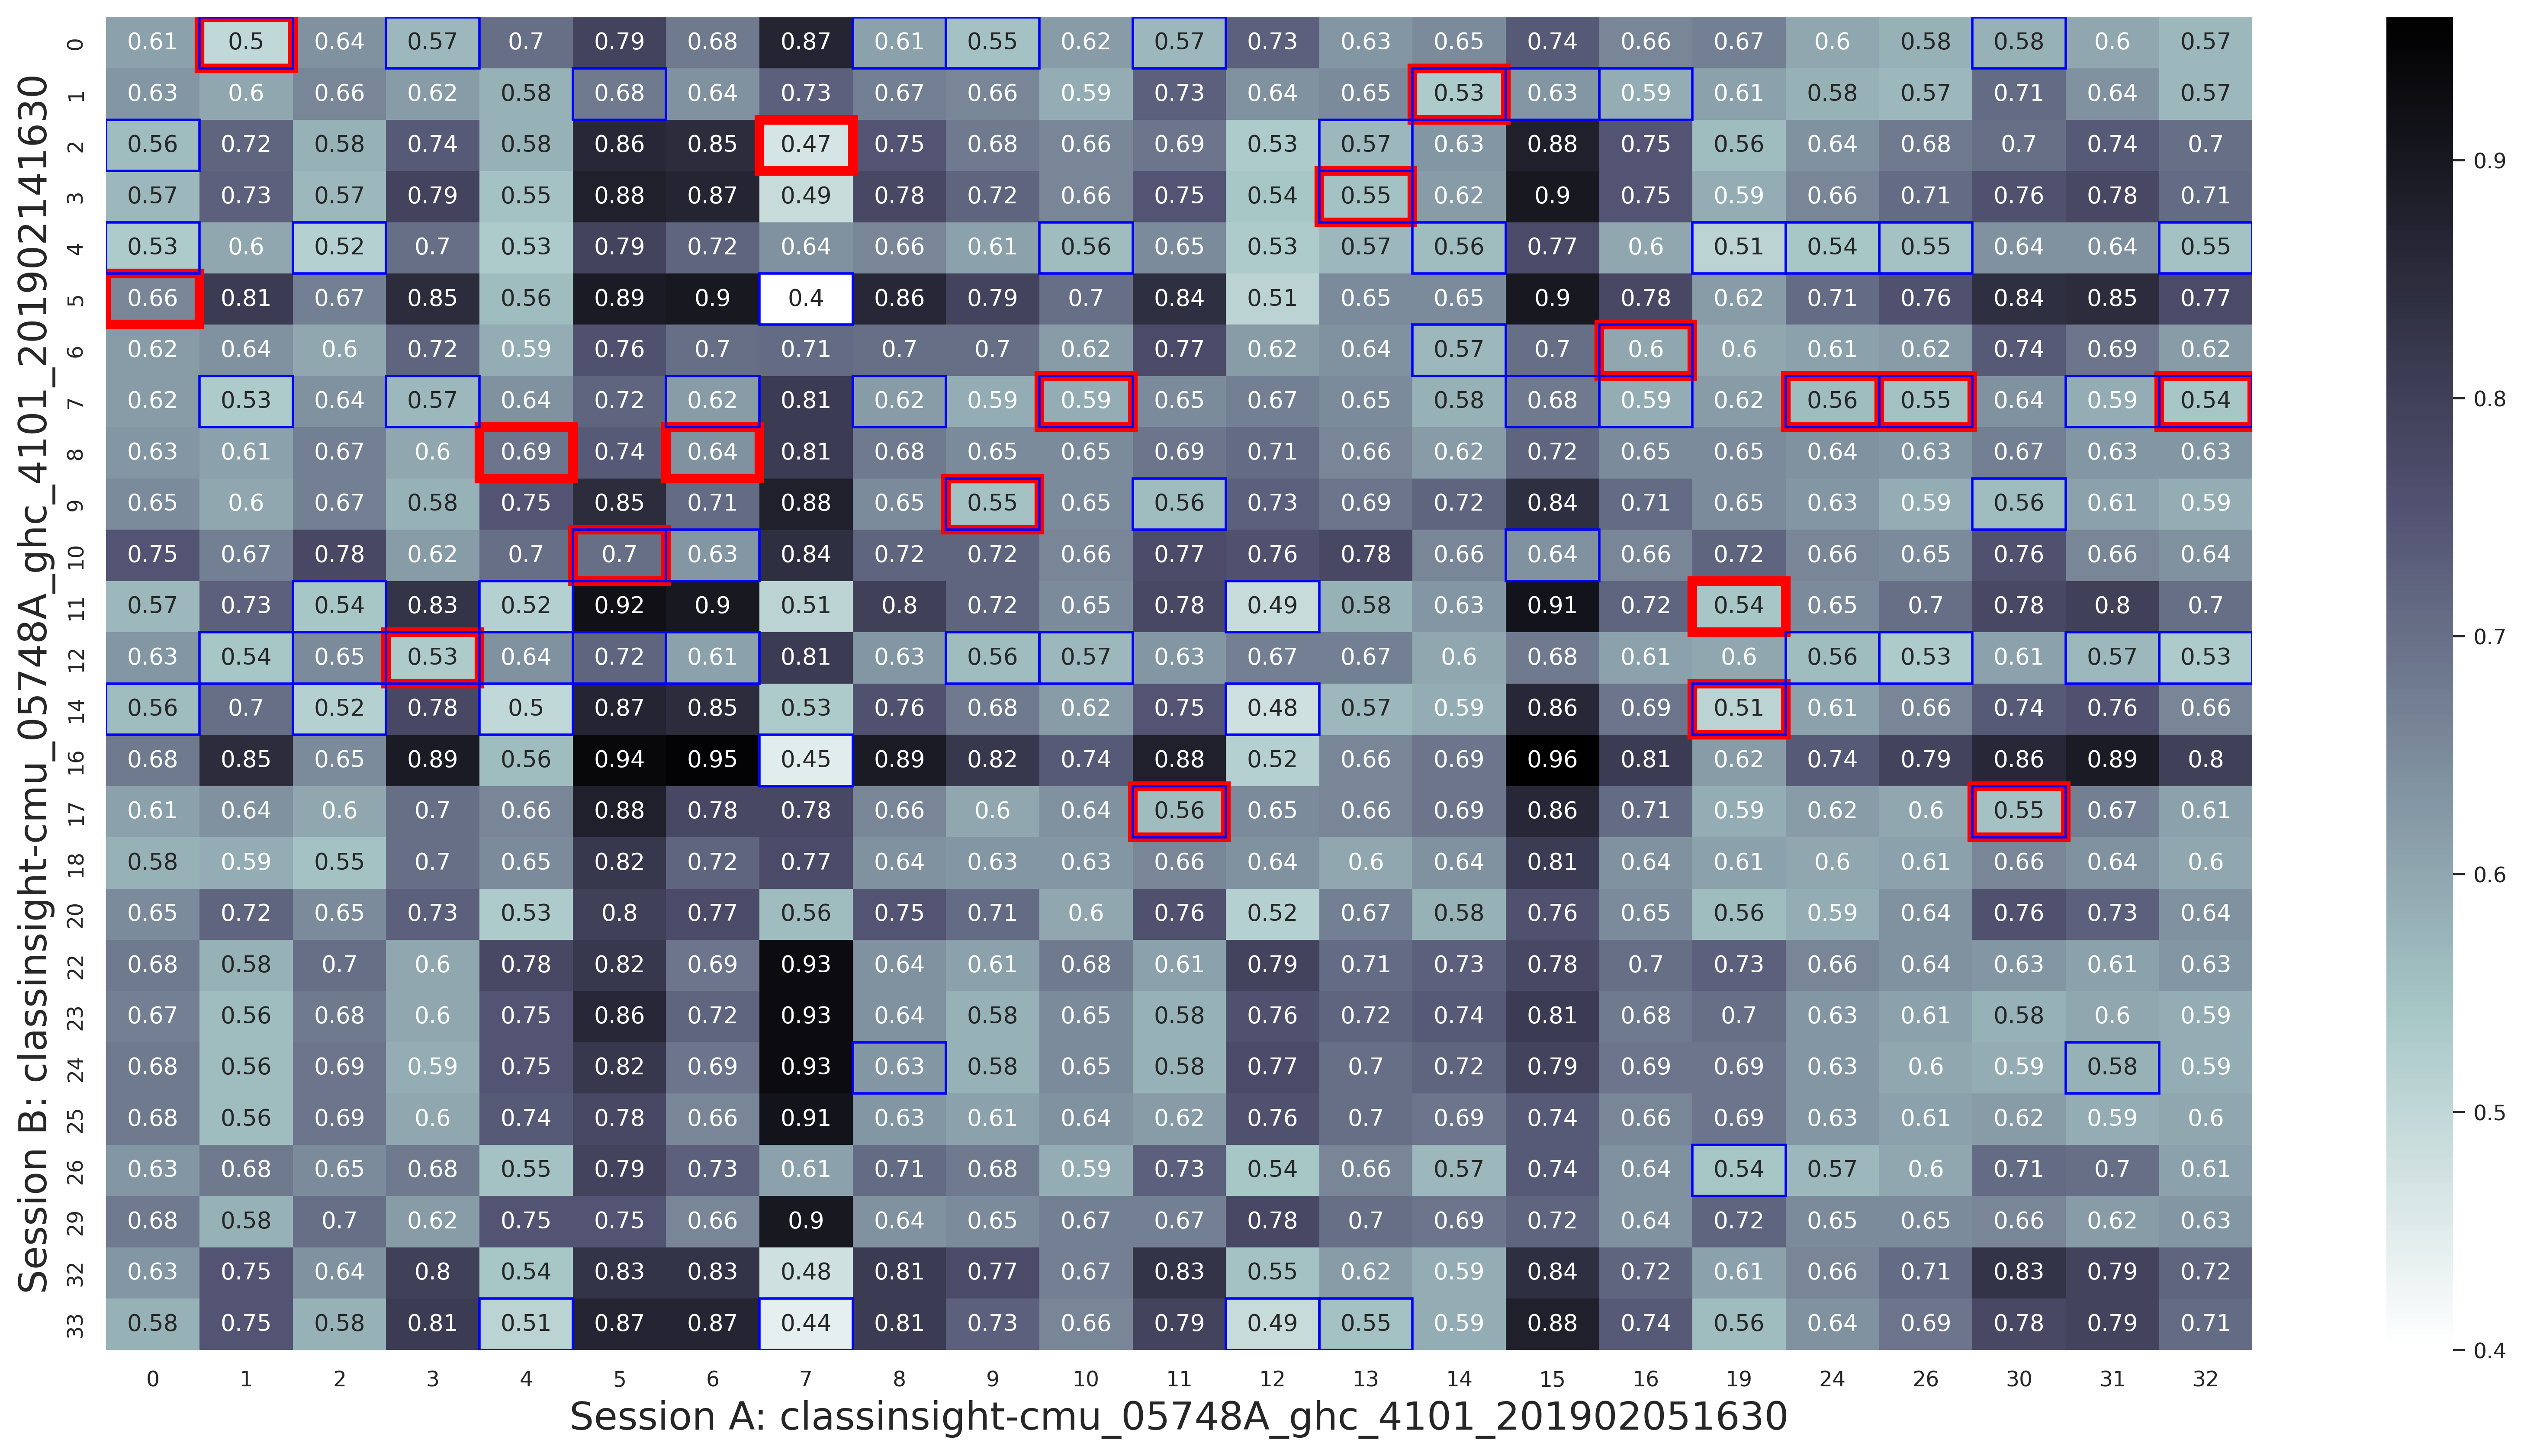 Session B: classinsight-cmu_05748A_ghc_4101_201902141630
0 0.61 0.5 0.64 0.57 0.7 0.79 0.68 0.87 0.61 0.55 0.62 0.57 0.73 0.63 0.65 0.74 0.66 0.67 0.6 0.58 0.58 0.6 0.57
1 0.63 0.6 0.66 0.62 0.58 0.68 0.64 0.73 0.67 0.66 0.59 0.73 0.64 0.65 0.53 0.63 0.59 0.61 0.58 0.57 0.71 0.64 0.57
2 0.56 0.72 0.58 0.74 0.58 0.86 0.85 0.47 0.75 0.68 0.66 0.69 0.53 0.57 0.63 0.88 0.75 0.56 0.64 0.68 0.7 0.74 0.7
3 0.57 0.73 0.57 0.79 0.55 0.88 0.87 0.49 0.78 0.72 0.66 0.75 0.54 0.55 0.62 0.9 0.75 0.59 0.66 0.71 0.76 0.78 0.71
4 0.53 0.6 0.52 0.7 0.53 0.79 0.72 0.64 0.66 0.61 0.56 0.65 0.53 0.57 0.56 0.77 0.6 0.51 0.54 0.55 0.64 0.64 0.55
5 0.66 0.81 0.67 0.85 0.56 0.89 0.9 0.4 0.86 0.79 0.7 0.84 0.51 0.65 0.65 0.9 0.78 0.62 0.71 0.76 0.84 0.85 0.77
6 0.62 0.64 0.6 0.72 0.59 0.76 0.7 0.71 0.7 0.7 0.62 0.77 0.62 0.64 0.57 0.7 0.6 0.6 0.61 0.62 0.74 0.69 0.62
7 0.62 0.53 0.64 0.57 0.64 0.72 0.62 0.81 0.62 0.59 0.59 0.65 0.67 0.65 0.58 0.68 0.59 0.62 0.56 0.55 0.64 0.59 0.54
8 0.63 0.61 0.67 0.6 0.69 0.74 0.64 0.81 0.68 0.65 0.65 0.69 0.71 0.66 0.62 0.72 0.65 0.65 0.64 0.63 0.67 0.63 0.63
9 0.65 0.6 0.67 0.58 0.75 0.85 0.71 0.88 0.65 0.55 0.65 0.56 0.73 0.69 0.72 0.84 0.71 0.65 0.63 0.59 0.56 0.61 0.59
10 0.75 0.67 0.78 0.62 0.7 0.7 0.63 0.84 0.72 0.72 0.66 0.77 0.76 0.78 0.66 0.64 0.66 0.72 0.66 0.65 0.76 0.66 0.64
11 0.57 0.73 0.54 0.83 0.52 0.92 0.9 0.51 0.8 0.72 0.65 0.78 0.49 0.58 0.63 0.91 0.72 0.54 0.65 0.7 0.78 0.8 0.7
12 0.63 0.54 0.65 0.53 0.64 0.72 0.61 0.81 0.63 0.56 0.57 0.63 0.67 0.67 0.6 0.68 0.61 0.6 0.56 0.53 0.61 0.57 0.53
14 0.56 0.7 0.52 0.78 0.5 0.87 0.85 0.53 0.76 0.68 0.62 0.75 0.48 0.57 0.59 0.86 0.69 0.51 0.61 0.66 0.74 0.76 0.66
16 0.68 0.85 0.65 0.89 0.56 0.94 0.95 0.45 0.89 0.82 0.74 0.88 0.52 0.66 0.69 0.96 0.81 0.62 0.74 0.79 0.86 0.89 0.8
17 0.61 0.64 0.6 0.7 0.66 0.88 0.78 0.78 0.66 0.6 0.64 0.56 0.65 0.66 0.69 0.86 0.71 0.59 0.62 0.6 0.55 0.67 0.61
18 0.58 0.59 0.55 0.7 0.65 0.82 0.72 0.77 0.64 0.63 0.63 0.66 0.64 0.6 0.64 0.81 0.64 0.61 0.6 0.61 0.66 0.64 0.6
20 0.65 0.72 0.65 0.73 0.53 0.8 0.77 0.56 0.75 0.71 0.6 0.76 0.52 0.67 0.58 0.76 0.65 0.56 0.59 0.64 0.76 0.73 0.64
22 0.68 0.58 0.7 0.6 0.78 0.82 0.69 0.93 0.64 0.61 0.68 0.61 0.79 0.71 0.73 0.78 0.7 0.73 0.66 0.64 0.63 0.61 0.63
23 0.67 0.56 0.68 0.6 0.75 0.86 0.72 0.93 0.64 0.58 0.65 0.58 0.76 0.72 0.74 0.81 0.68 0.7 0.63 0.61 0.58 0.6 0.59
24 0.68 0.56 0.69 0.59 0.75 0.82 0.69 0.93 0.63 0.58 0.65 0.58 0.77 0.7 0.72 0.79 0.69 0.69 0.63 0.6 0.59 0.58 0.59
25 0.68 0.56 0.69 0.6 0.74 0.78 0.66 0.91 0.63 0.61 0.64 0.62 0.76 0.7 0.69 0.74 0.66 0.69 0.63 0.61 0.62 0.59 0.6
26 0.63 0.68 0.65 0.68 0.55 0.79 0.73 0.61 0.71 0.68 0.59 0.73 0.54 0.66 0.57 0.74 0.64 0.54 0.57 0.6 0.71 0.7 0.61
29 0.68 0.58 0.7 0.62 0.75 0.75 0.66 0.9 0.64 0.65 0.67 0.67 0.78 0.7 0.69 0.72 0.64 0.72 0.65 0.65 0.66 0.62 0.63
32 0.63 0.75 0.64 0.8 0.54 0.83 0.83 0.48 0.81 0.77 0.67 0.83 0.55 0.62 0.59 0.84 0.72 0.61 0.66 0.71 0.83 0.79 0.72
33 0.58 0.75 0.58 0.81 0.51 0.87 0.87 0.44 0.81 0.73 0.66 0.79 0.49 0.55 0.59 0.88 0.74 0.56 0.64 0.69 0.78 0.79 0.71
0 1 2 3 4 5 6 7 8 9 10 11 12 13 14 15 16 19 24 26 30 31 32
Session A: classinsight-cmu_05748A_ghc_4101_201902051630
0.9
0.8
0.7
0.6
0.5
0.4